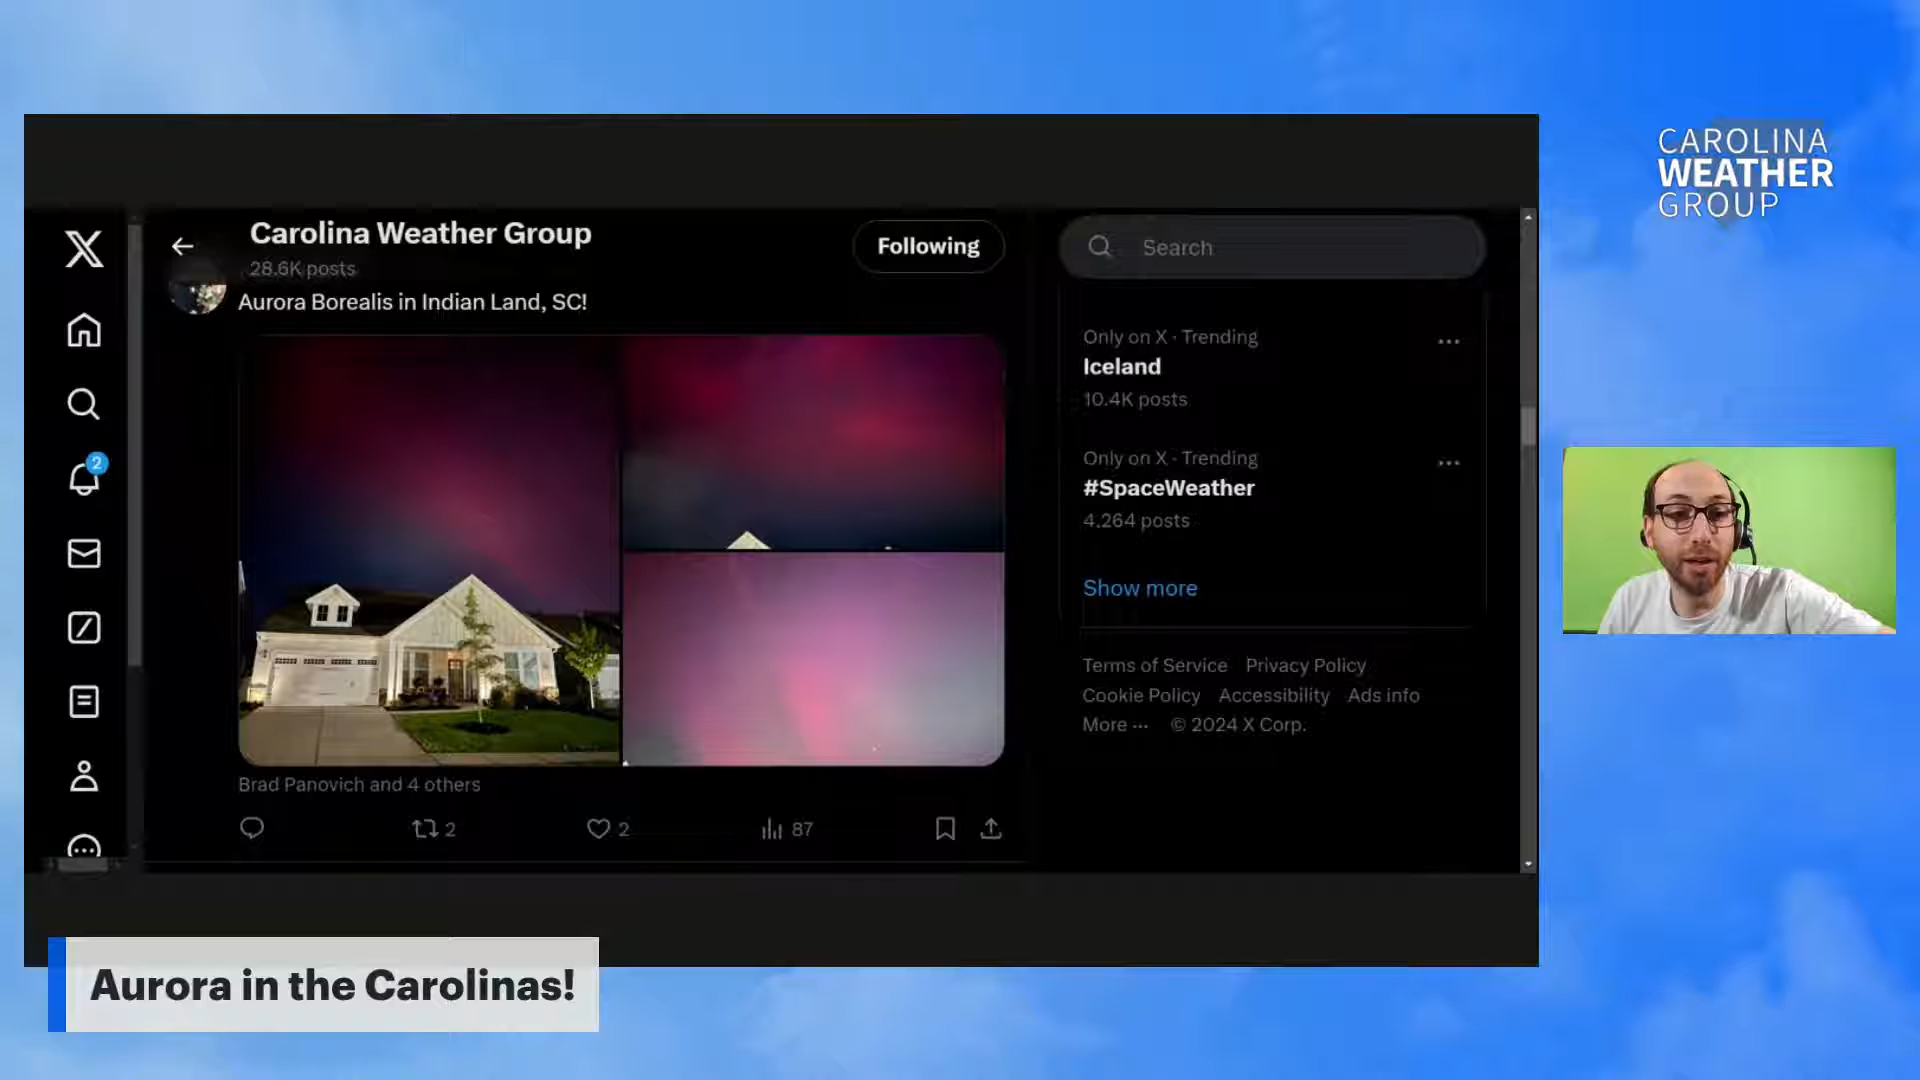 CAROLINA
WEATHER
GROUP
Carolina Weather Group
28.6K posts
Following
Aurora Borealis in Indian Land, SC!
Search
Only on X · Trending
Iceland
10.4K posts
Only on X · Trending
#SpaceWeather
4,264 posts
Show more
Terms of Service Privacy Policy
Cookie Policy Accessibility Ads info
More ··· © 2024 X Corp.
2
Brad Panovich and 4 others
2 2 87
Aurora in the Carolinas!